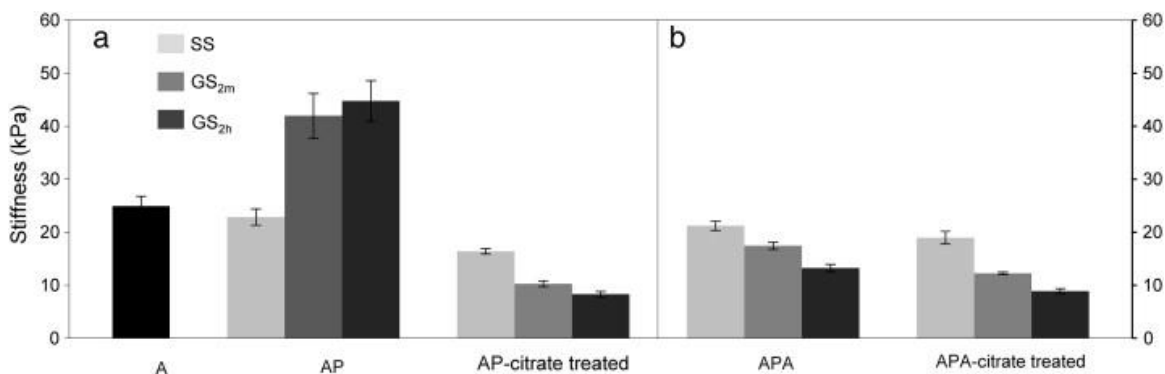 a
SS
GS2m
GS2h
Stiffness (kPa)
60
50
40
30
20
10
0
A
AP
AP-citrate treated
b
60
50
40
30
20
10
0
APA
APA-citrate treated